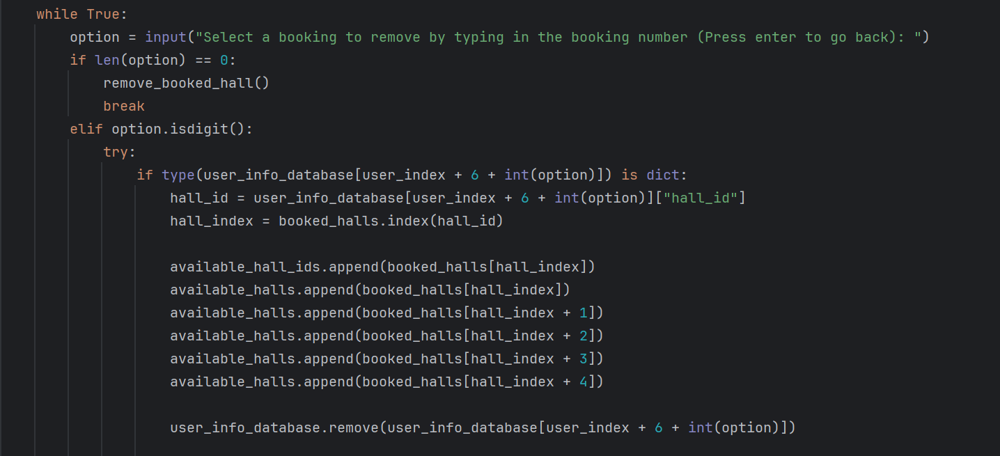 while True:
option = input("Select a booking to remove by typing in the booking number (Press enter to go back): ")
if len(option) == 0:
remove_booked_hall()
break
elif option.isdigit():
try:
if type(user_info_database[user_index + 6 + int(option)]) is dict:
hall_id = user_info_database[user_index + 6 + int(option)]["hall_id"]
hall_index = booked_halls.index(hall_id)
available_hall_ids.append(booked_halls[hall_index])
available_halls.append(booked_halls[hall_index])
available_halls.append(booked_halls[hall_index + 1])
available_halls.append(booked_halls[hall_index + 2])
available_halls.append(booked_halls[hall_index + 3])
available_halls.append(booked_halls[hall_index + 4])
user_info_database.remove(user_info_database[user_index + 6 + int(option)])